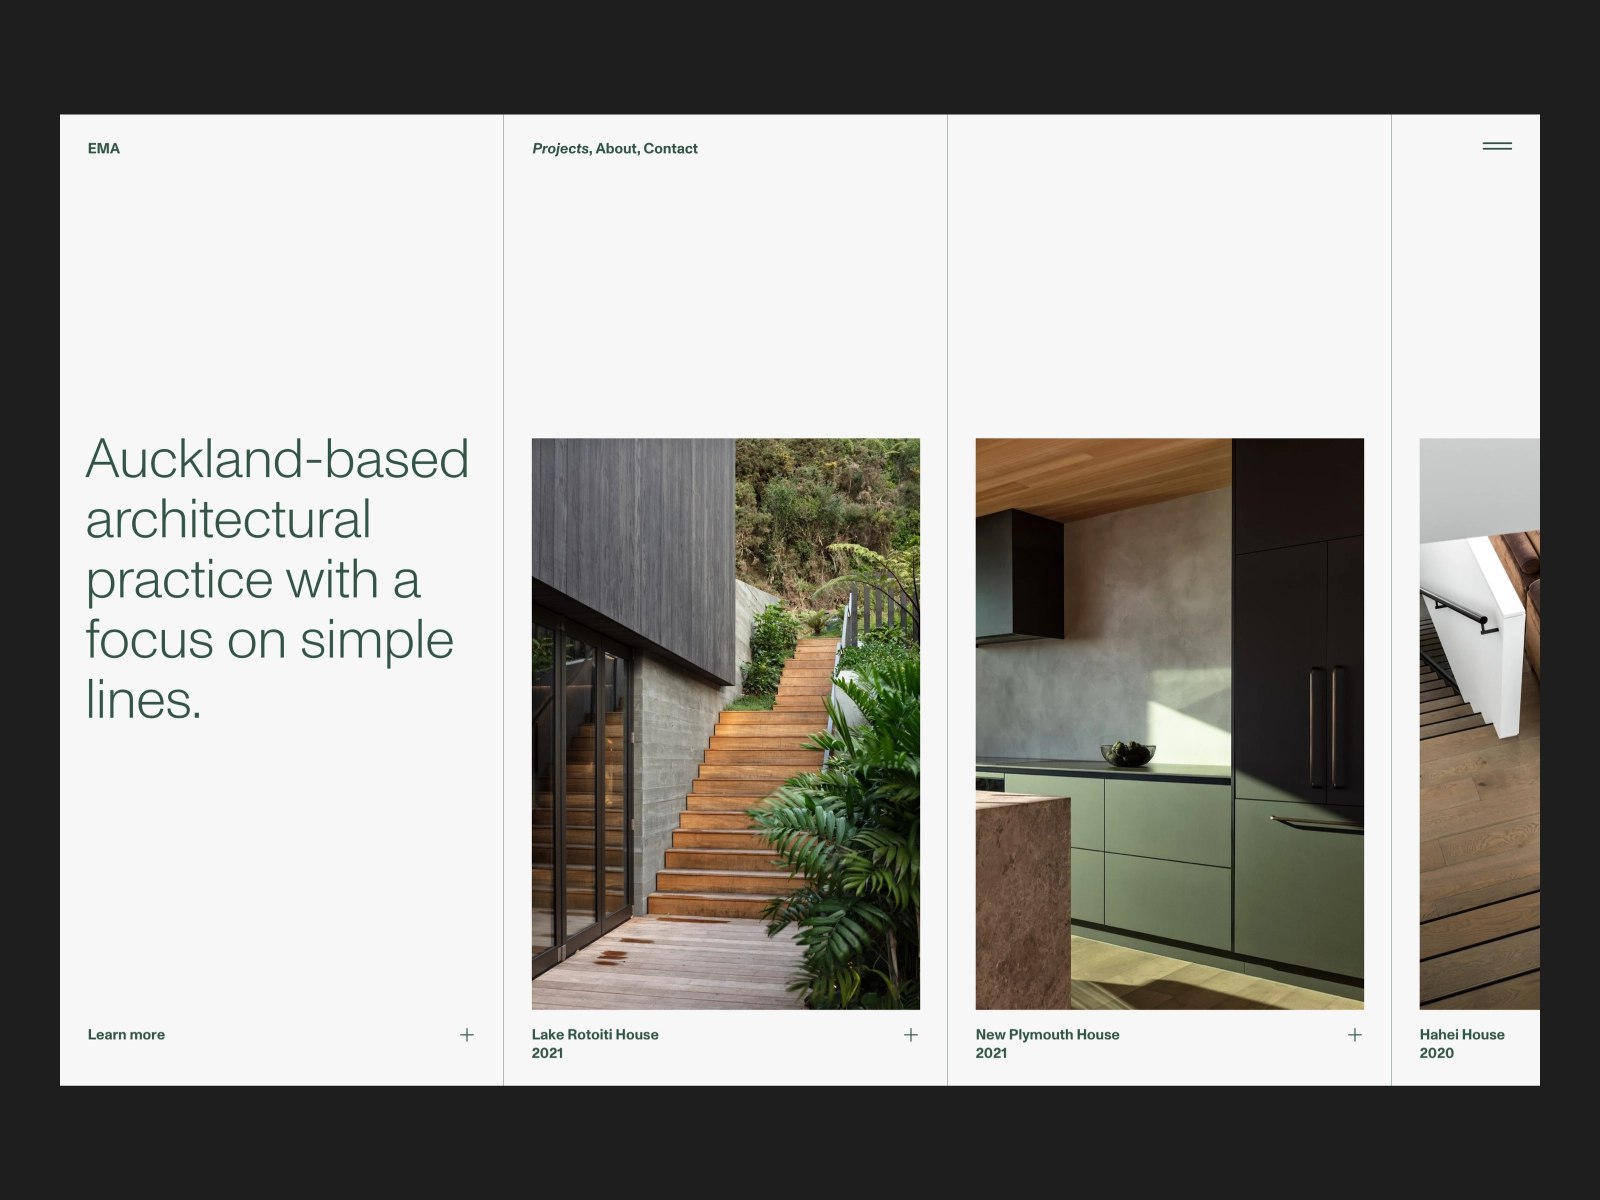 EMA
Projects, About, Contact
Auckland-based
architectural
practice with a
focus on simple
lines.
Learn more
Lake Rotoiti House
2021
New Plymouth House
2021
Hahei House
2020